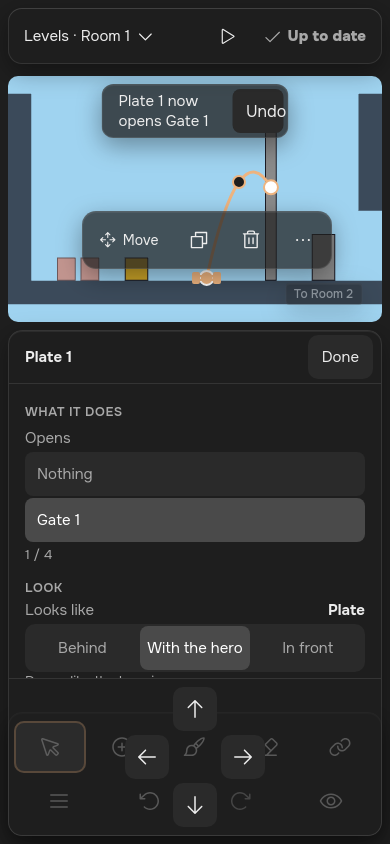 Levels · Room 1
Up to date
Plate 1 now
opens Gate 1
Undo
Move
To Room 2
Plate 1
Done
WHAT IT DOES
Opens
Nothing
Gate 1
1 / 4
LOOK
Looks like
Plate
Behind
With the hero
In front